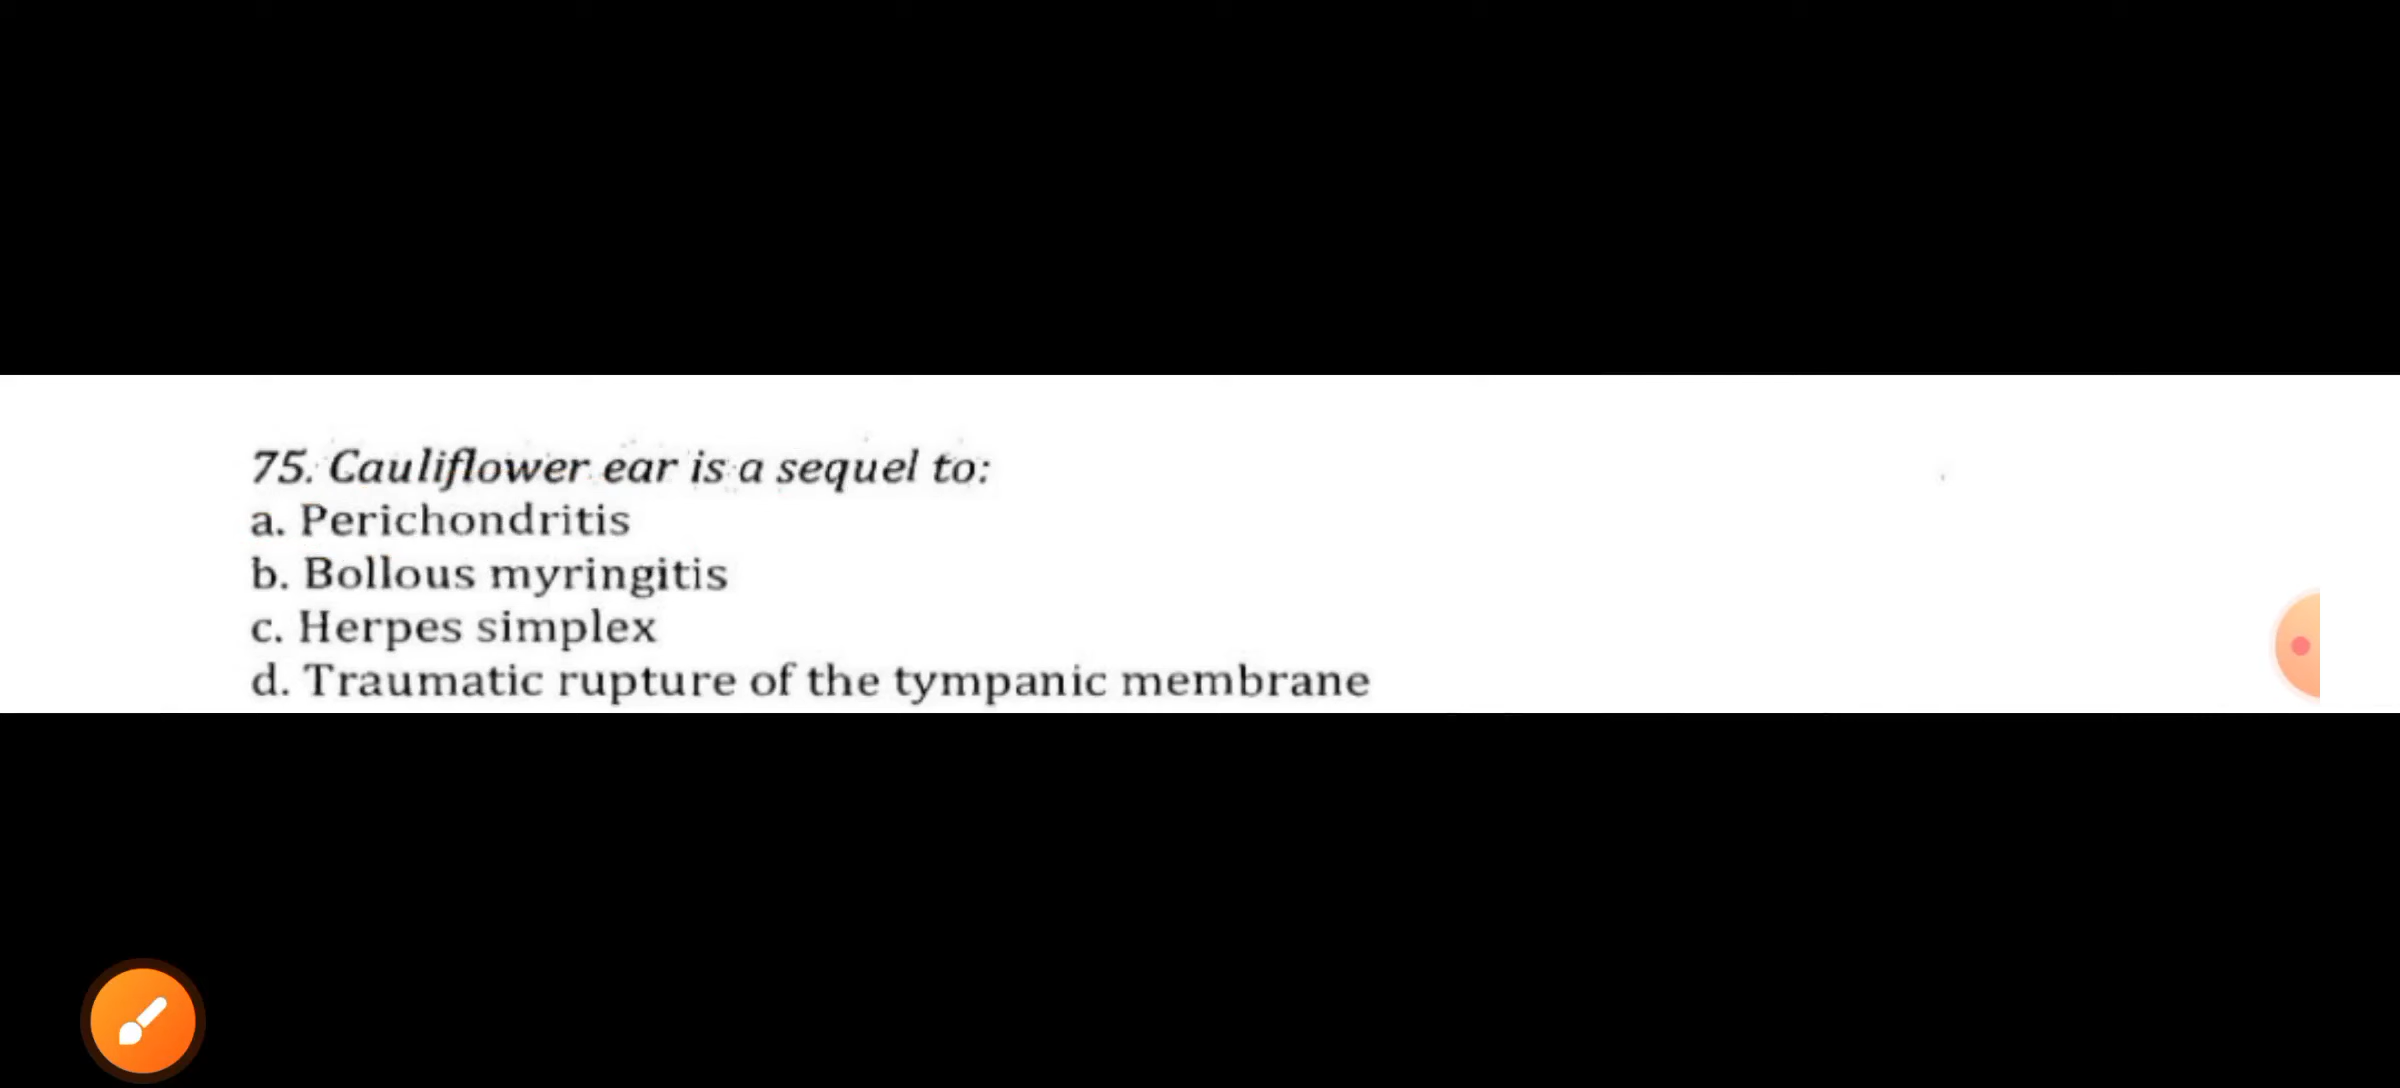 75. Cauliflower ear is a sequel to:
a. Perichondritis
b. Bollous myringitis
c. Herpes simplex
d. Traumatic rupture of the tympanic membrane